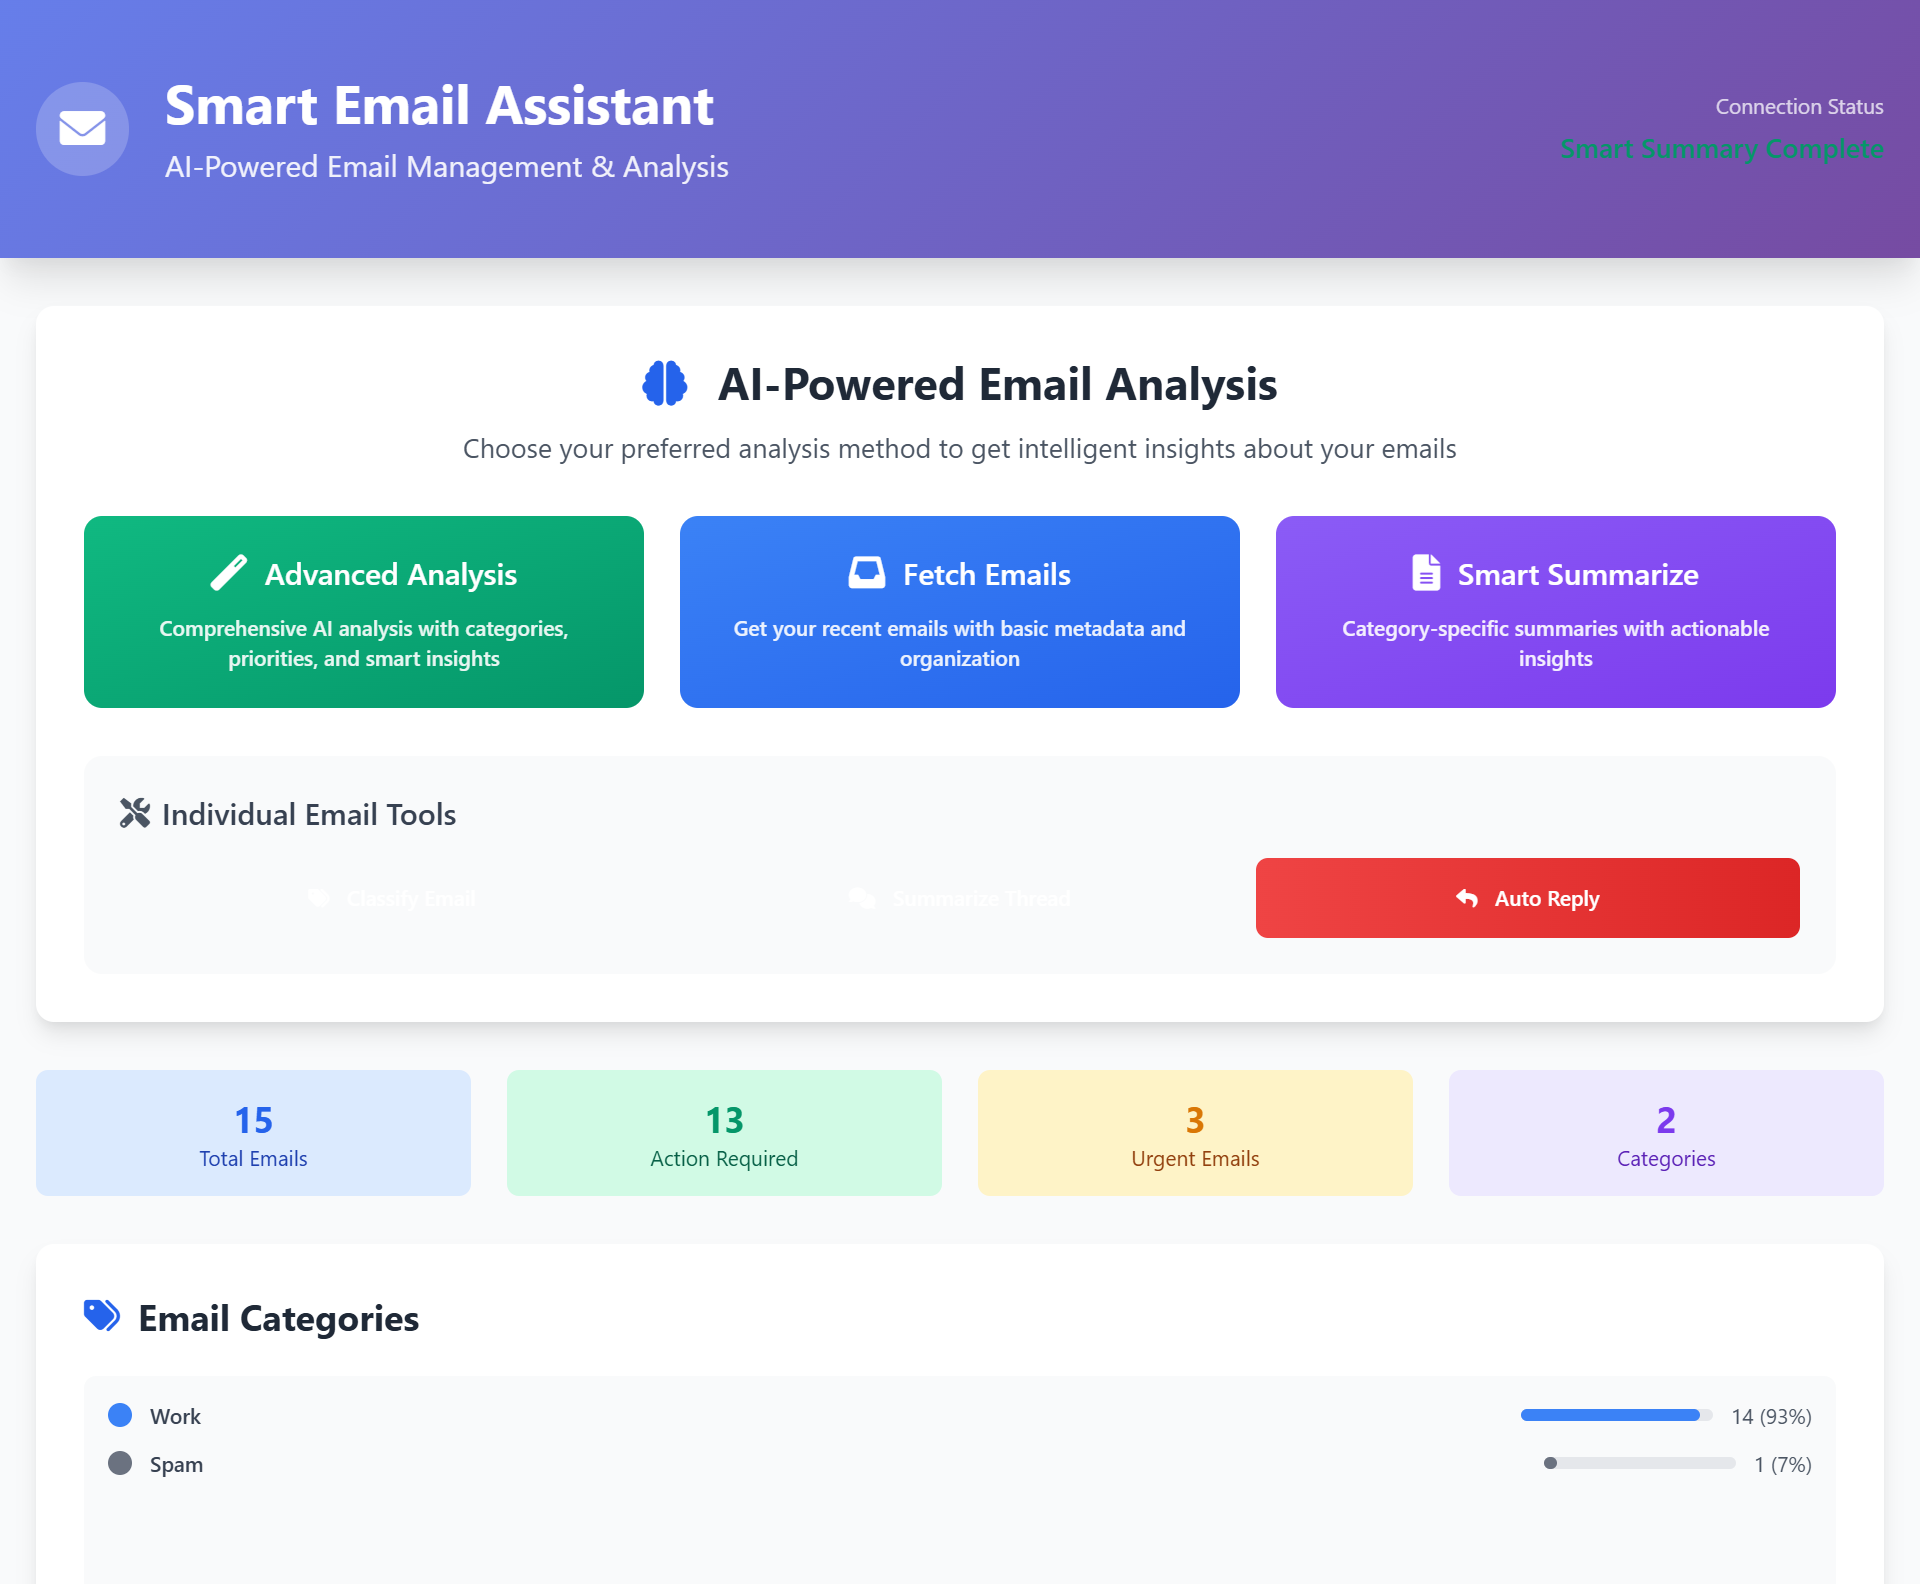 Smart Email Assistant
AI-Powered Email Management & Analysis
Connection Status
Smart Summary Complete
AI-Powered Email Analysis
Choose your preferred analysis method to get intelligent insights about your emails
Advanced Analysis
Comprehensive AI analysis with categories,
priorities, and smart insights
Fetch Emails
Get your recent emails with basic metadata and
organization
Smart Summarize
Category-specific summaries with actionable
insights
Individual Email Tools
Classify Email
Summarize Thread
Auto Reply
15
Total Emails
13
Action Required
3
Urgent Emails
2
Categories
Email Categories
Work
14 (93%)
Spam
1 (7%)